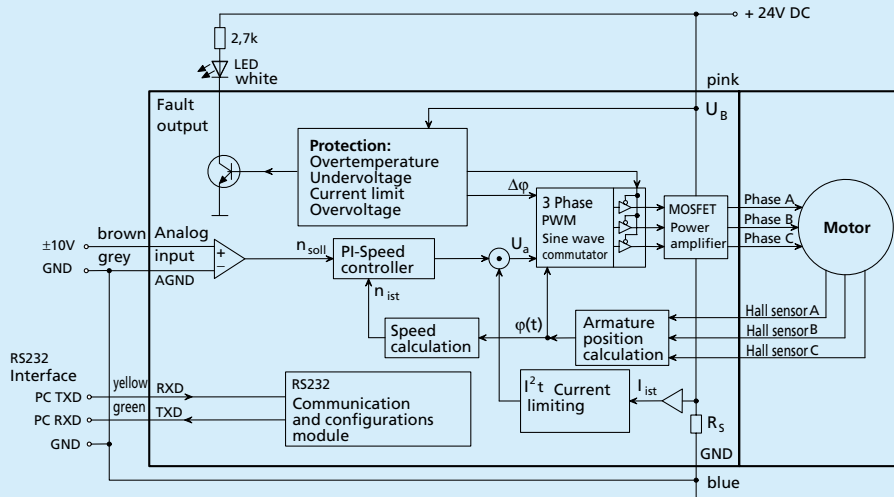 + 24V DC
2,7k
LED
white
pink
Fault
output
U_B
Protection:
Overtemperature
Undervoltage
Current limit
Overvoltage
Δφ
3 Phase
PWM
Sine wave
commutator
MOSFET
Power
amplifier
Phase A
Phase B
Phase C
Motor
±10V
brown
Analog
input
AGND
GND
grey
+
−
n_soll
PI-Speed
controller
U_a
n_ist
Speed
calculation
φ(t)
Armature
position
calculation
Hall sensor A
Hall sensor B
Hall sensor C
RS232
Interface
PC TXD
yellow
RXD
PC RXD
green
TXD
GND
RS232
Communication
and configurations
module
I²t Current
limiting
I_ist
R_S
GND
blue